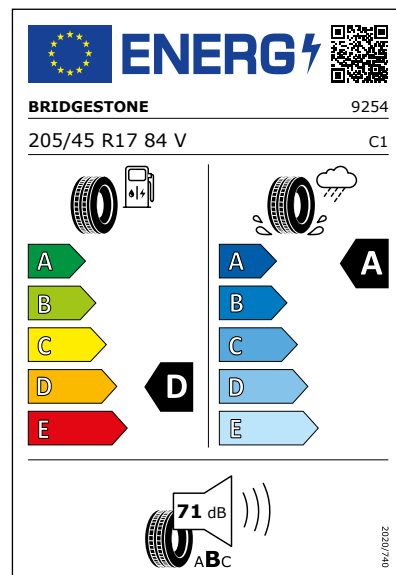 ENERG
BRIDGESTONE 9254
205/45 R17 84 V C1
A A A
B B
C C
D D D
E E
71 dB
ABC
2020/740